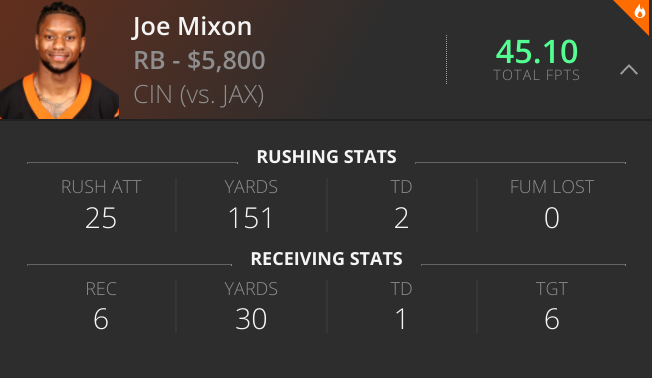 Joe Mixon
RB - $5,800
CIN (vs. JAX)
45.10
TOTAL FPTS
RUSHING STATS
RUSH ATT YARDS TD FUM LOST
25 151 2 0
RECEIVING STATS
REC YARDS TD TGT
6 30 1 6